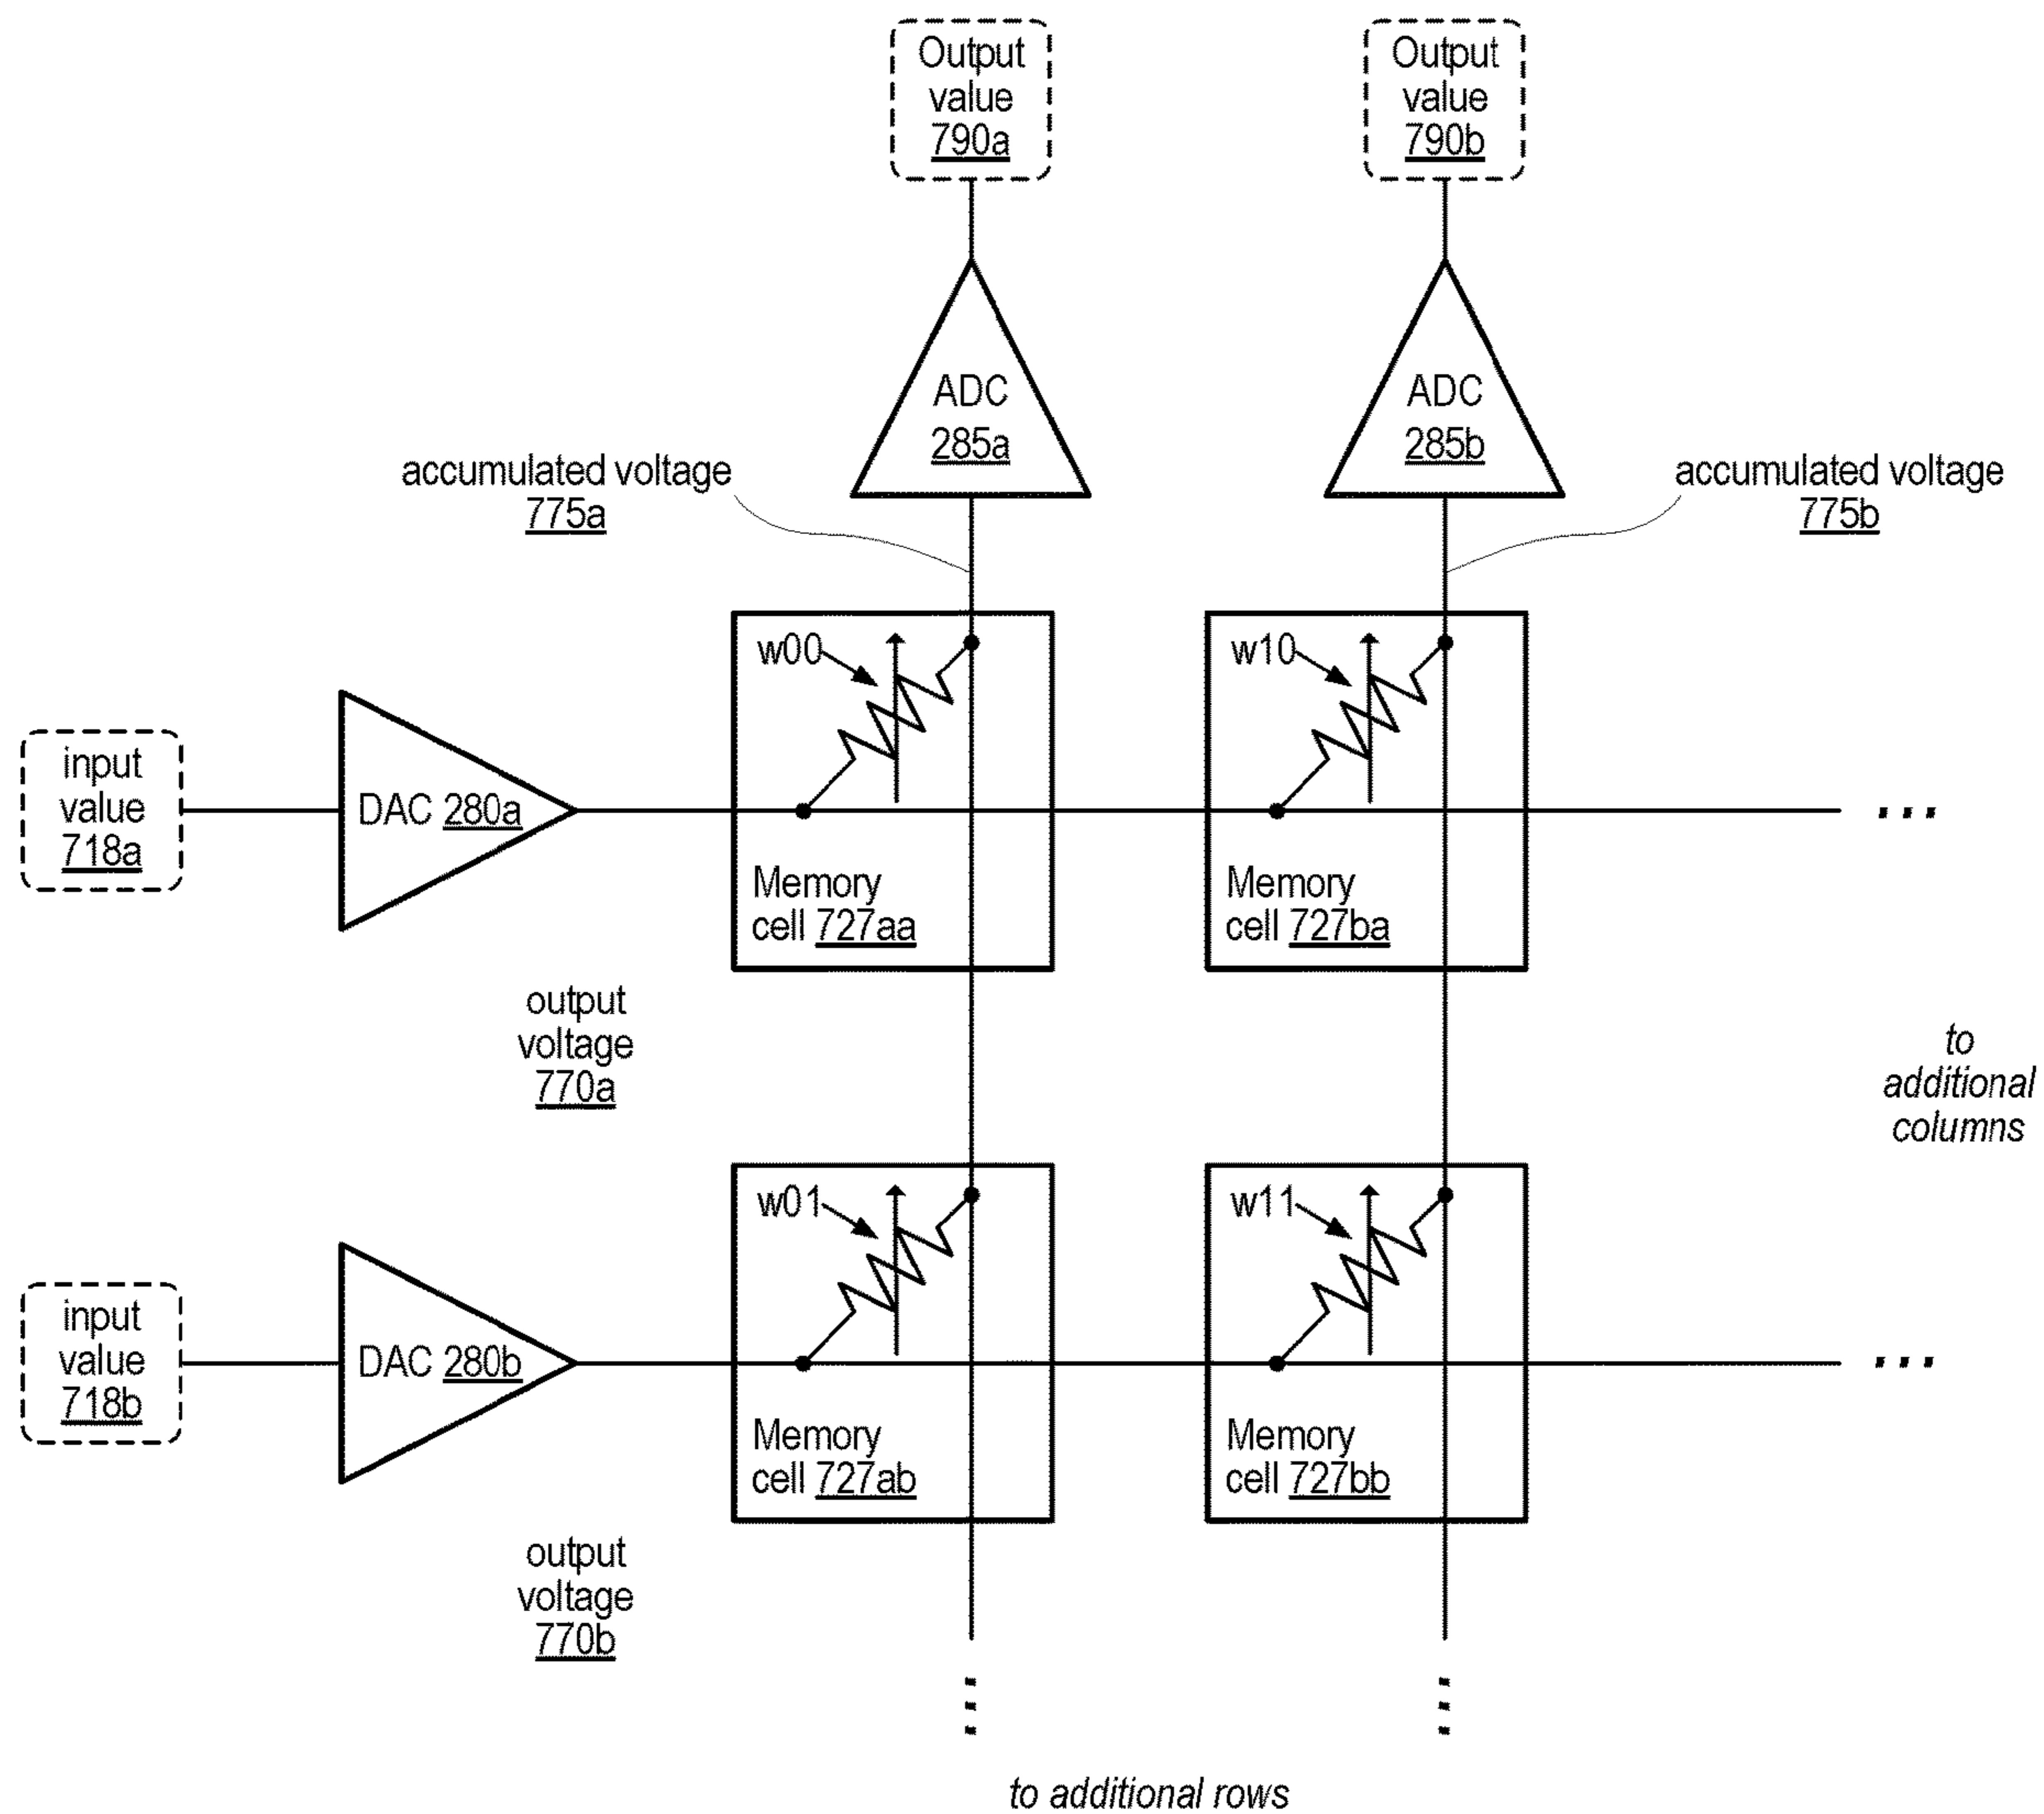 Output
value
790a
Output
value
790b
ADC
285a
ADC
285b
accumulated voltage
775a
accumulated voltage
775b
w00
w10
input
value
718a
DAC 280a
Memory
cell 727aa
Memory
cell 727ba
...
output
voltage
770a
to
additional
columns
w01
w11
input
value
718b
DAC 280b
Memory
cell 727ab
Memory
cell 727bb
...
output
voltage
770b
to additional rows